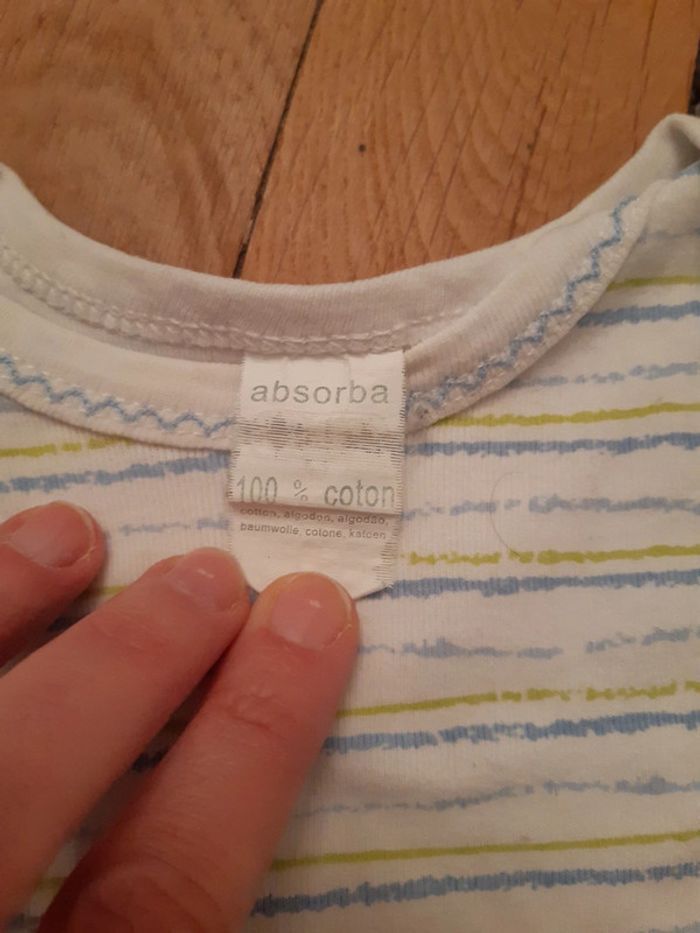 absorba
100 % coton
cotton, algodon, algodão,
baumwolle, cotone, katoen